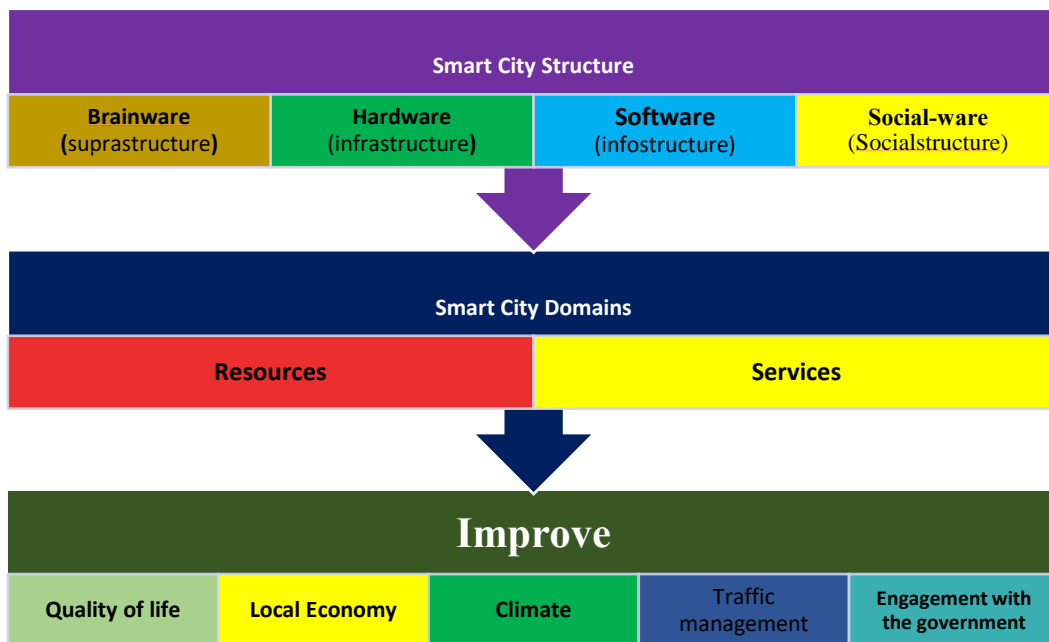 Smart City Structure
Brainware
(suprastructure)
Hardware
(infrastructure)
Software
(infostructure)
Social-ware
(Socialstructure)
Smart City Domains
Resources
Services
Improve
Quality of life
Local Economy
Climate
Traffic
management
Engagement with
the government